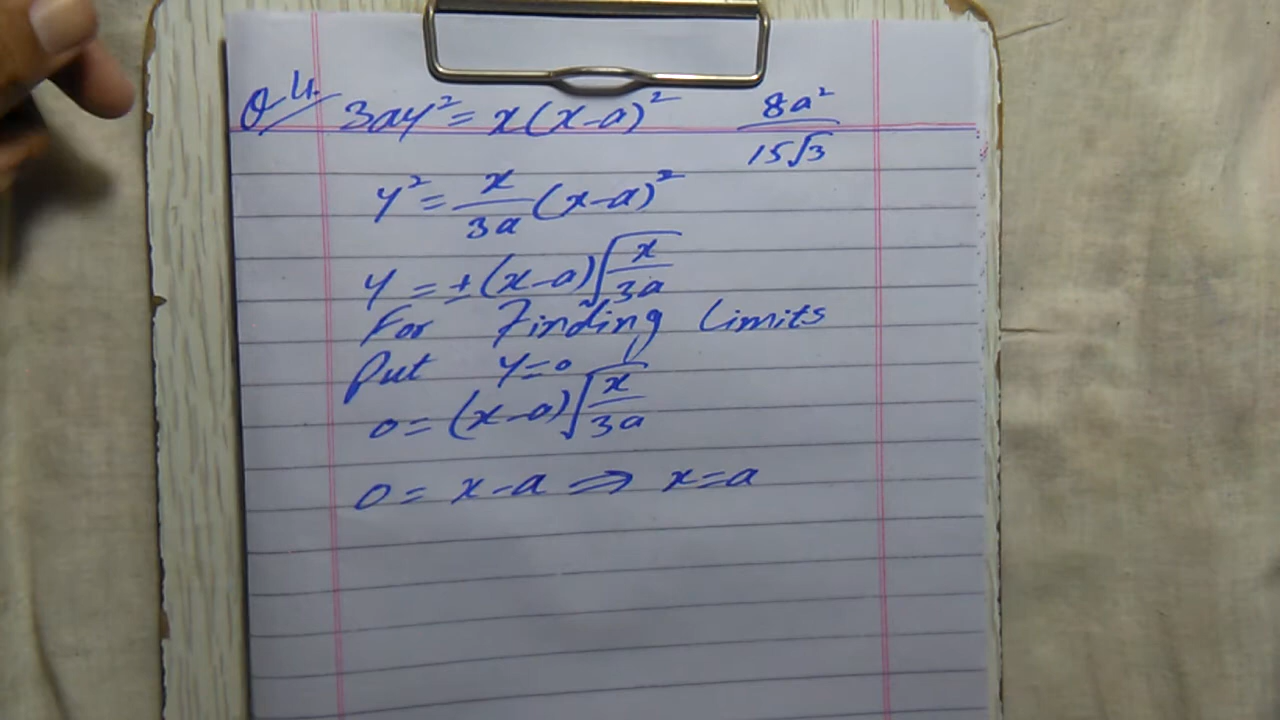 Q4. 3ay² = x(x-a)² 8a²/15√3
y² = x/3a (x-a)²
y = ±(x-a)√(x/3a)
For Finding Limits
Put y=0
0 = (x-a)√(x/3a)
0 = x-a ⇒ x=a